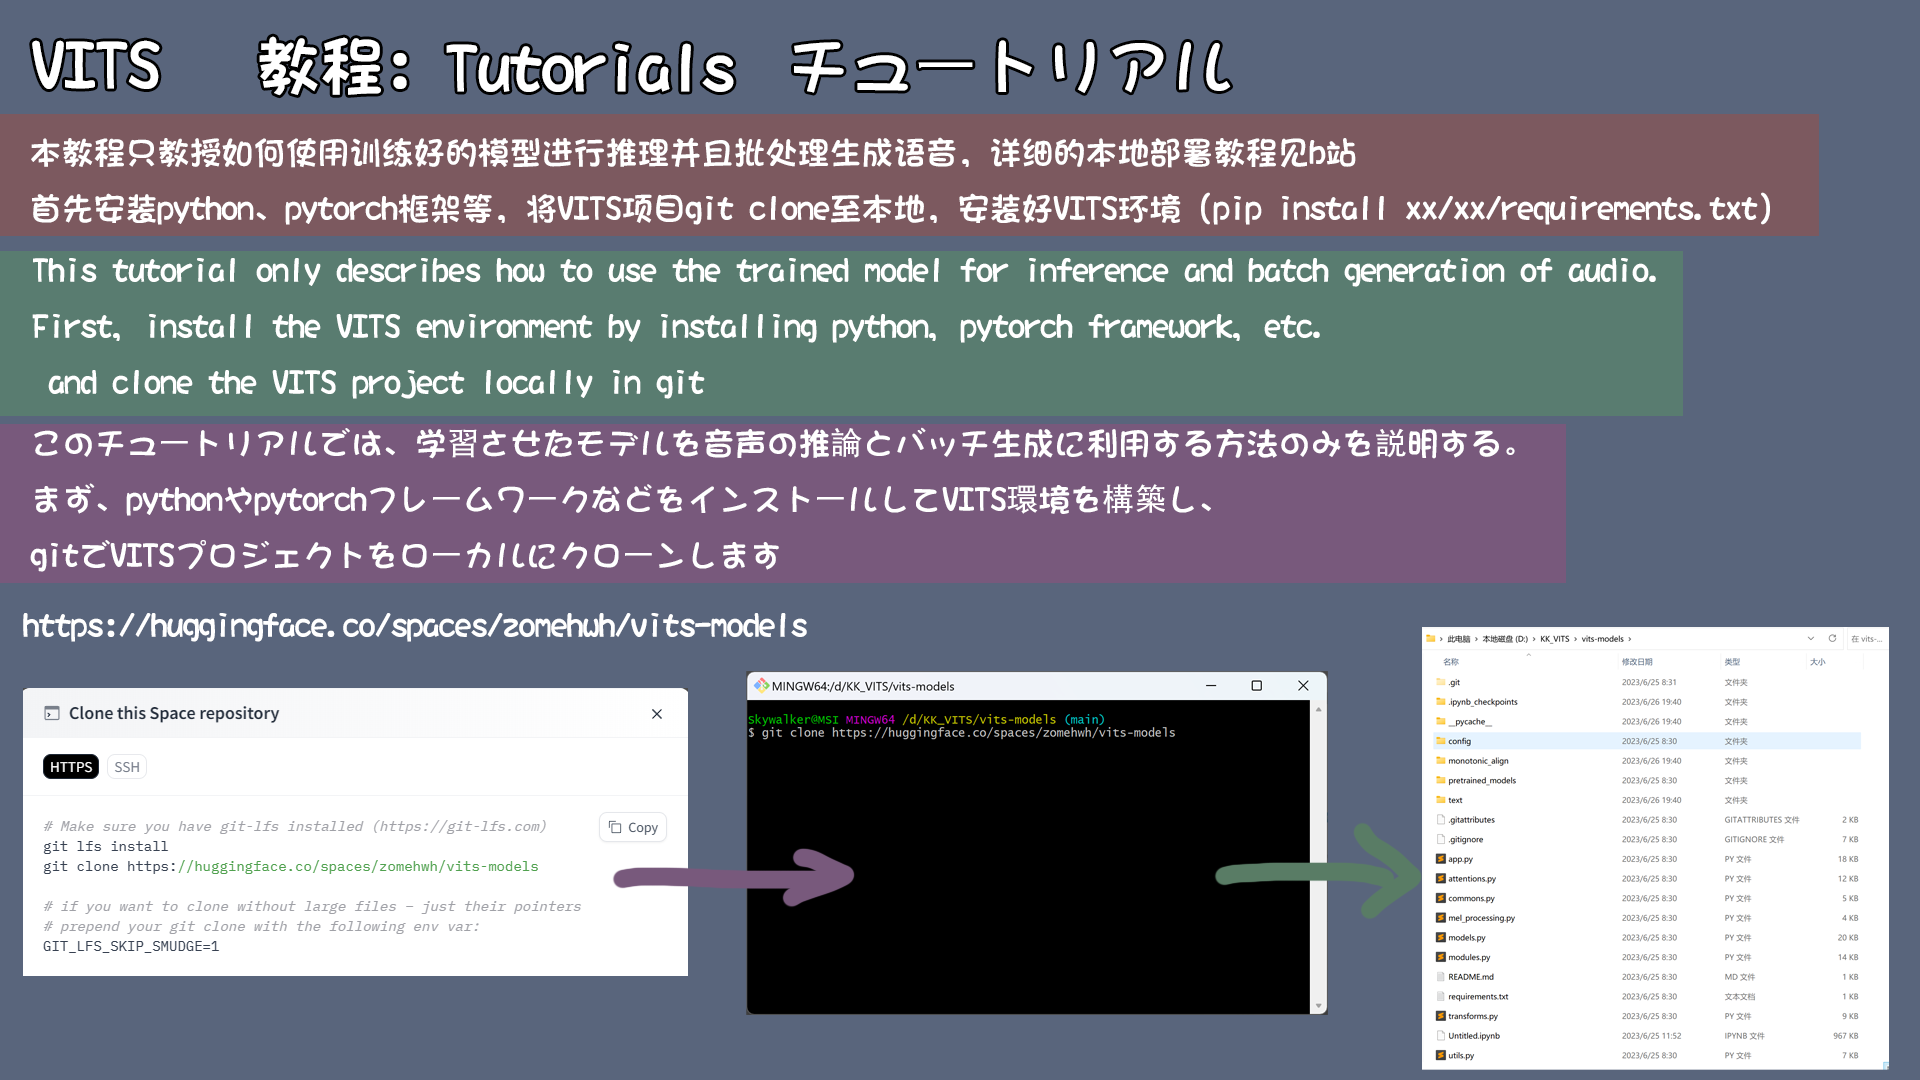 VITS 教程: Tutorials チュートリアル
本教程只教授如何使用训练好的模型进行推理并且批处理生成语音，详细的本地部署教程见b站
首先安装python、pytorch框架等，将VITS项目git clone至本地，安装好VITS环境（pip install xx/xx/requirements.txt）
This tutorial only describes how to use the trained model for inference and batch generation of audio.
First, install the VITS environment by installing python, pytorch framework, etc.
and clone the VITS project locally in git
このチュートリアルでは、学習させたモデルを音声の推論とバッチ生成に利用する方法のみを説明する。
まず、pythonやpytorchフレームワークなどをインストールしてVITS環境を構築し、
gitでVITSプロジェクトをローカルにクローンします
https://huggingface.co/spaces/zomehwh/vits-models
Clone this Space repository
HTTPS SSH
# Make sure you have git-lfs installed (https://git-lfs.com)
Copy
git lfs install
git clone https://huggingface.co/spaces/zomehwh/vits-models
# if you want to clone without large files – just their pointers
# prepend your git clone with the following env var:
GIT_LFS_SKIP_SMUDGE=1
MINGW64:/d/KK_VITS/vits-models
Skywalker@MSI MINGW64 /d/KK_VITS/vits-models (main)
$ git clone https://huggingface.co/spaces/zomehwh/vits-models
此电脑 › 本地磁盘 (D:) › KK_VITS › vits-models › 在 vits-...
名称 修改日期 类型 大小
.git 2023/6/25 8:31 文件夹
.ipynb_checkpoints 2023/6/26 19:40 文件夹
__pycache__ 2023/6/26 19:40 文件夹
config 2023/6/25 8:30 文件夹
monotonic_align 2023/6/26 19:40 文件夹
pretrained_models 2023/6/25 8:30 文件夹
text 2023/6/26 19:40 文件夹
.gitattributes 2023/6/25 8:30 GITATTRIBUTES 文件 2 KB
.gitignore 2023/6/25 8:30 GITIGNORE 文件 7 KB
app.py 2023/6/25 8:30 PY 文件 18 KB
attentions.py 2023/6/25 8:30 PY 文件 12 KB
commons.py 2023/6/25 8:30 PY 文件 5 KB
mel_processing.py 2023/6/25 8:30 PY 文件 4 KB
models.py 2023/6/25 8:30 PY 文件 20 KB
modules.py 2023/6/25 8:30 PY 文件 14 KB
README.md 2023/6/25 8:30 MD 文件 1 KB
requirements.txt 2023/6/25 8:30 文本文档 1 KB
transforms.py 2023/6/25 8:30 PY 文件 9 KB
Untitled.ipynb 2023/6/25 11:52 IPYNB 文件 967 KB
utils.py 2023/6/25 8:30 PY 文件 7 KB